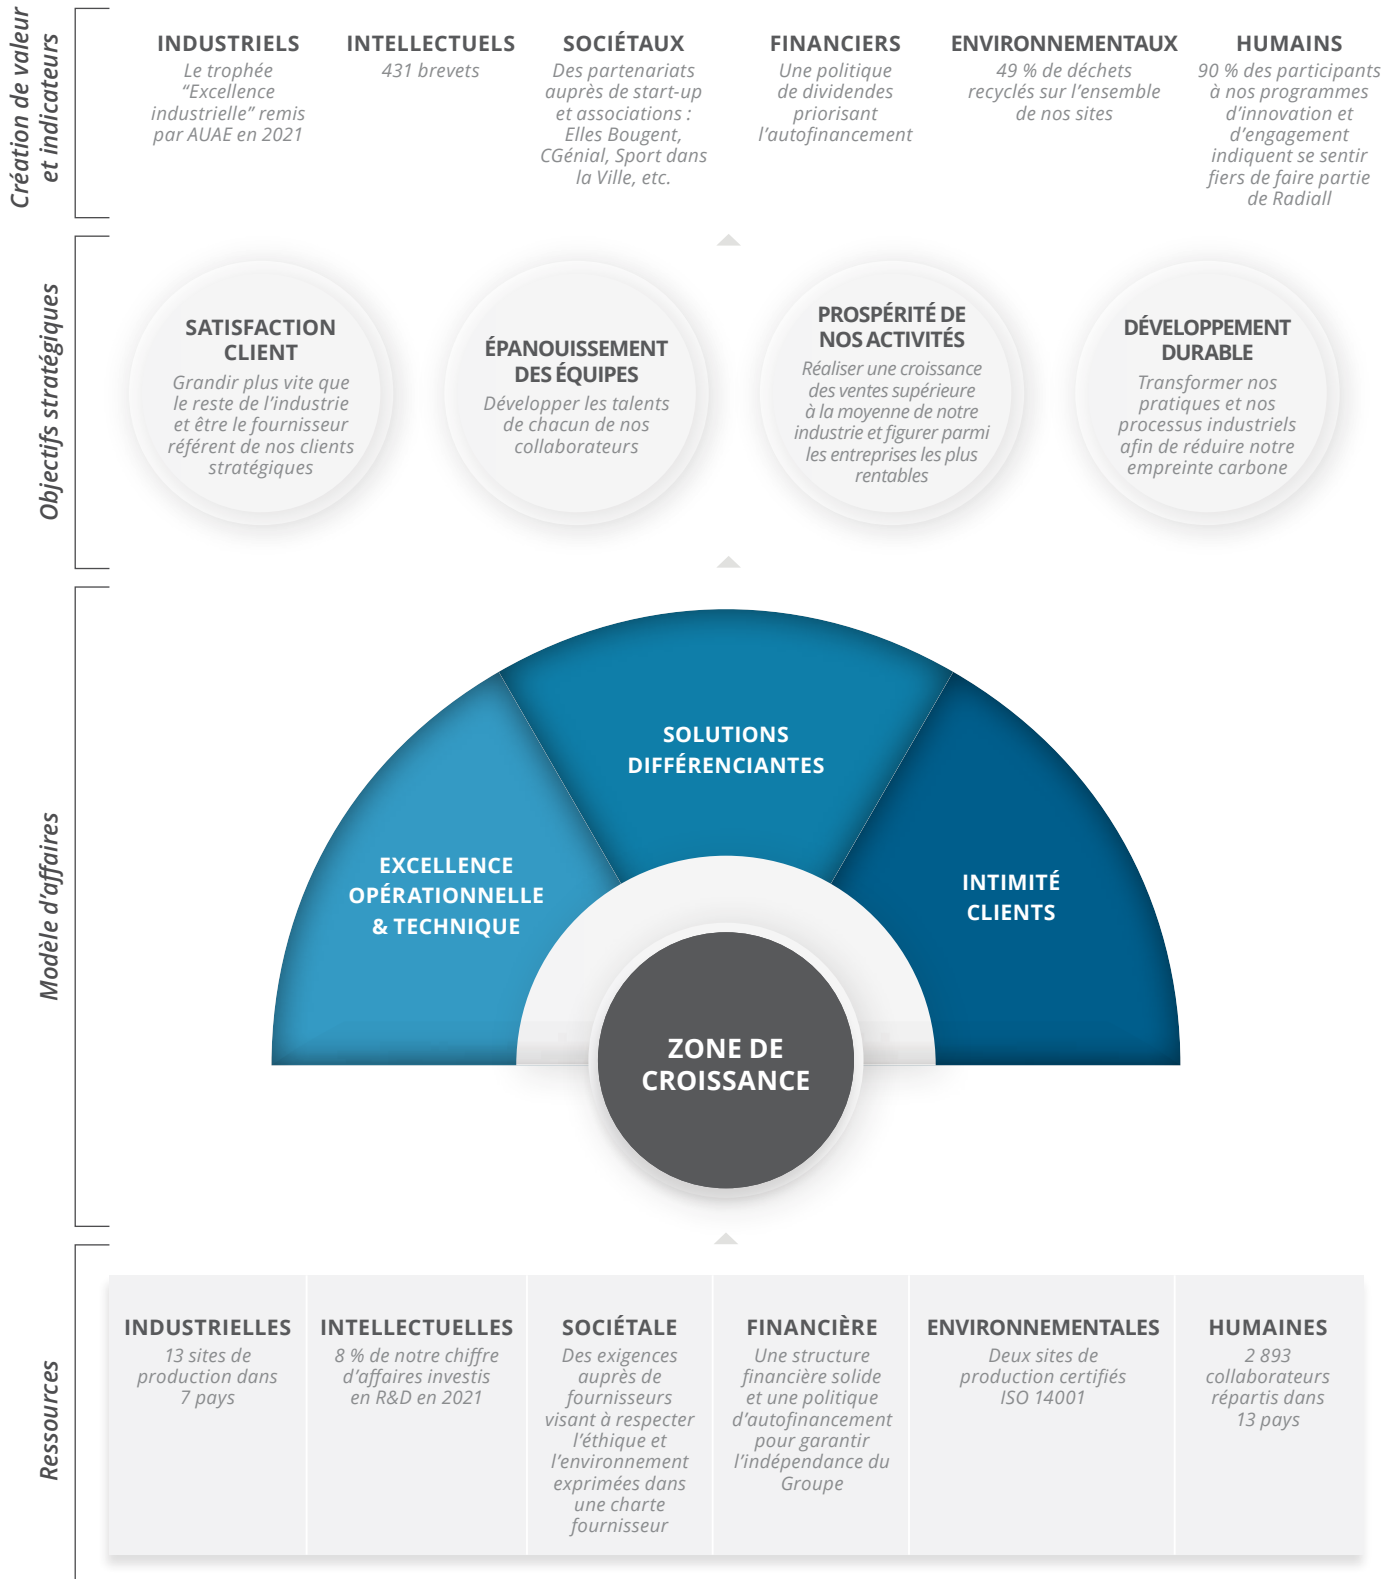 Création de valeur
et indicateurs
INDUSTRIELS
Le trophée
“Excellence
industrielle” remis
par AUAE en 2021
INTELLECTUELS
431 brevets
SOCIÉTAUX
Des partenariats
auprès de start-up
et associations :
Elles Bougent,
CGénial, Sport dans
la Ville, etc.
FINANCIERS
Une politique
de dividendes
priorisant
l’autofinancement
ENVIRONNEMENTAUX
49 % de déchets
recyclés sur l’ensemble
de nos sites
HUMAINS
90 % des participants
à nos programmes
d’innovation et
d’engagement
indiquent se sentir
fiers de faire partie
de Radiall
Objectifs stratégiques
SATISFACTION
CLIENT
Grandir plus vite que
le reste de l’industrie
et être le fournisseur
référent de nos clients
stratégiques
ÉPANOUISSEMENT
DES ÉQUIPES
Développer les talents
de chacun de nos
collaborateurs
PROSPÉRITÉ DE
NOS ACTIVITÉS
Réaliser une croissance
des ventes supérieure
à la moyenne de notre
industrie et figurer parmi
les entreprises les plus
rentables
DÉVELOPPEMENT
DURABLE
Transformer nos
pratiques et nos
processus industriels
afin de réduire notre
empreinte carbone
Modèle d’affaires
EXCELLENCE
OPÉRATIONNELLE
& TECHNIQUE
SOLUTIONS
DIFFÉRENCIANTES
INTIMITÉ
CLIENTS
ZONE DE
CROISSANCE
Ressources
INDUSTRIELLES
13 sites de
production dans
7 pays
INTELLECTUELLES
8 % de notre chiffre
d’affaires investis
en R&D en 2021
SOCIÉTALE
Des exigences
auprès de
fournisseurs
visant à respecter
l’éthique et
l’environnement
exprimées dans
une charte
fournisseur
FINANCIÈRE
Une structure
financière solide
et une politique
d’autofinancement
pour garantir
l’indépendance du
Groupe
ENVIRONNEMENTALES
Deux sites de
production certifiés
ISO 14001
HUMAINES
2 893
collaborateurs
répartis dans
13 pays